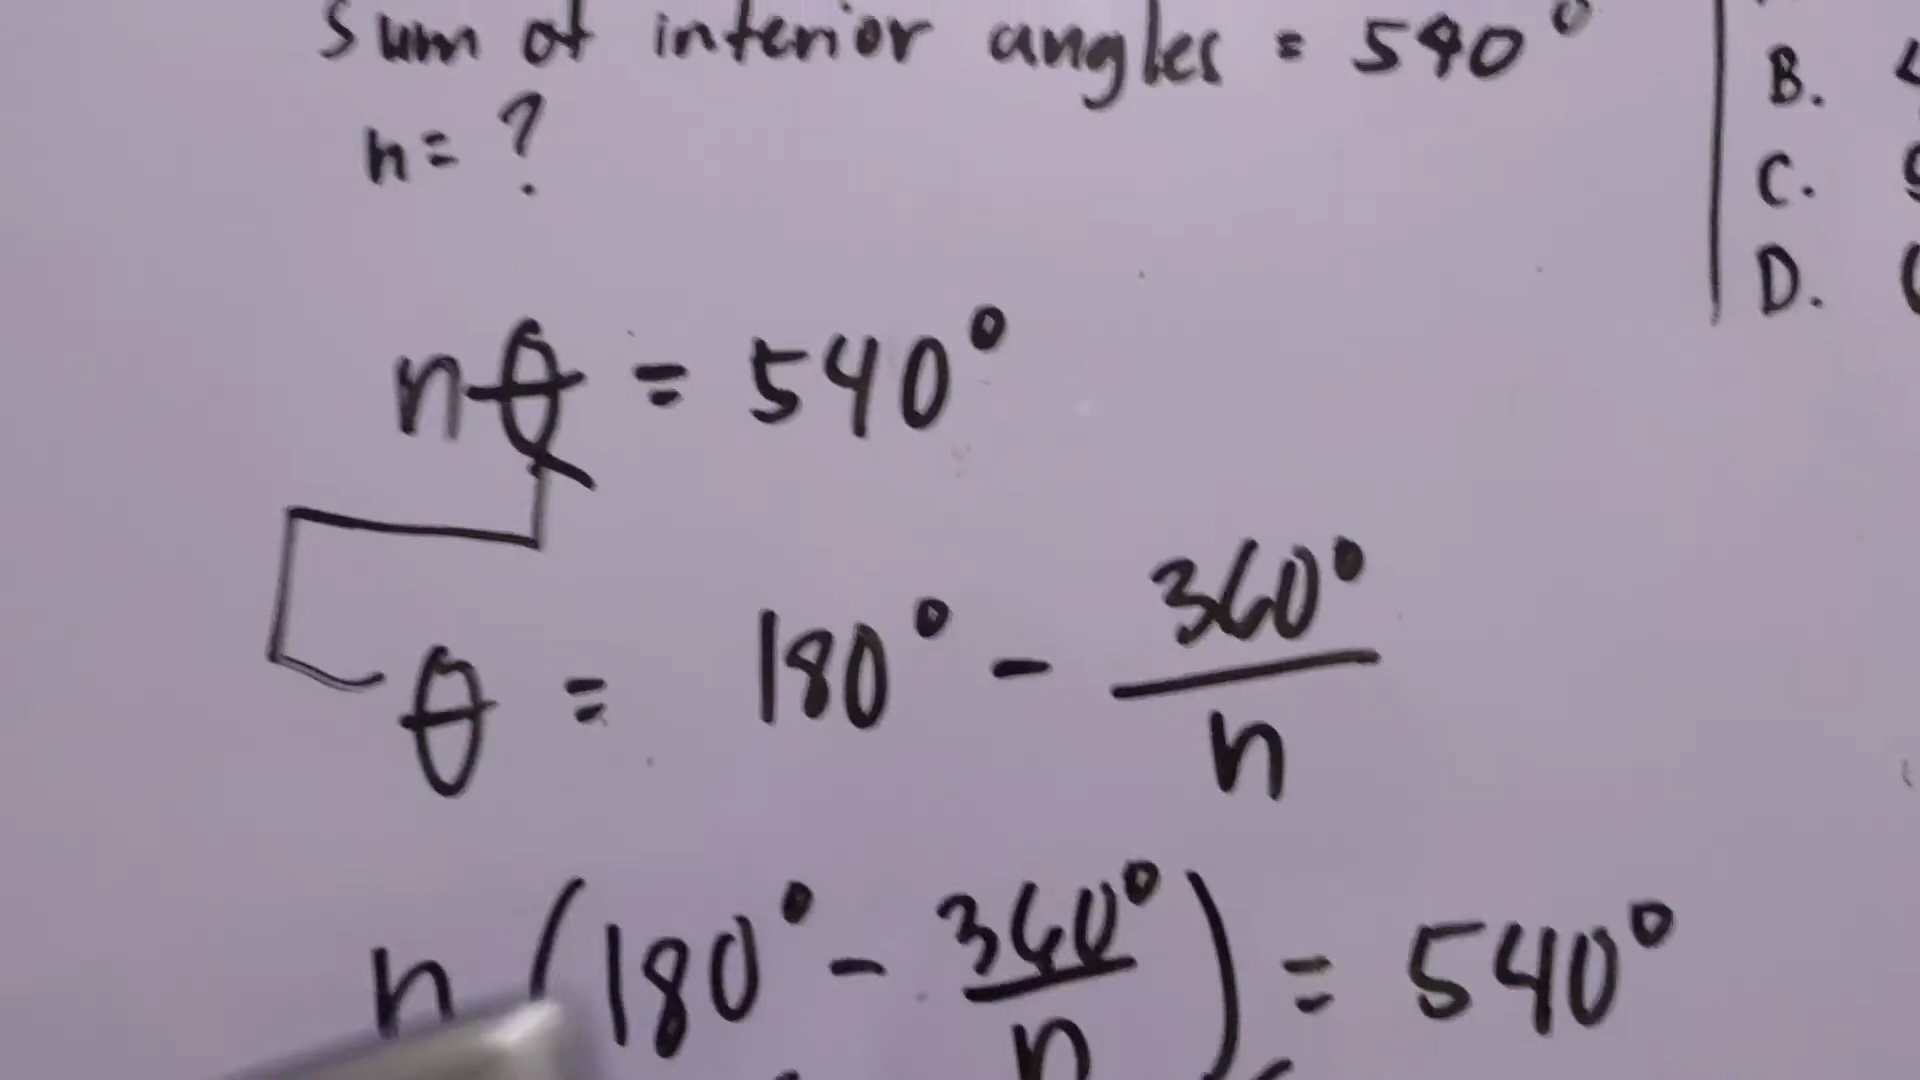 Sum of interior angles = 540°
n = ?
B.
C.
D.
nθ = 540°
θ = 180° - 360°/n
n(180° - 360°/n) = 540°